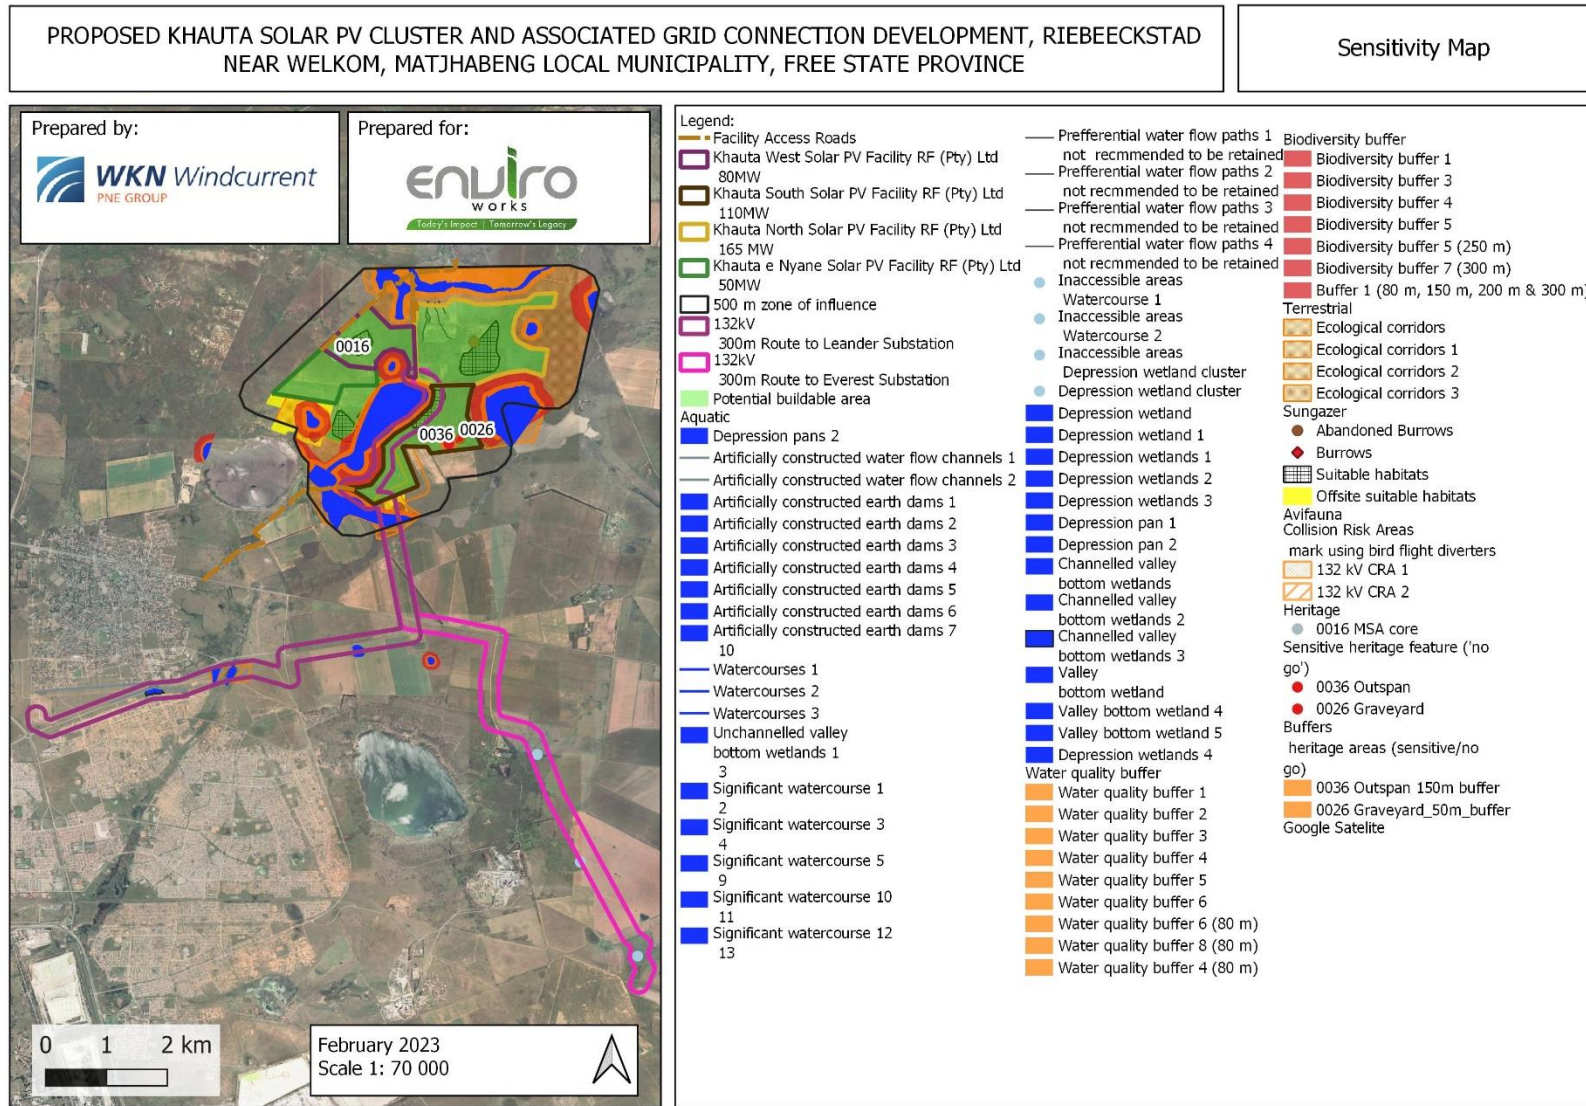 PROPOSED KHAUTA SOLAR PV CLUSTER AND ASSOCIATED GRID CONNECTION DEVELOPMENT, RIEBEECKSTAD
NEAR WELKOM, MATJHABENG LOCAL MUNICIPALITY, FREE STATE PROVINCE
Sensitivity Map
Prepared by:
WKN Windcurrent
PNE GROUP
Prepared for:
enviro
works
Today's Impact | Tomorrow's Legacy
0016
0036
0026
0 1 2 km
February 2023
Scale 1: 70 000
Legend:
Facility Access Roads
Khauta West Solar PV Facility RF (Pty) Ltd
80MW
Khauta South Solar PV Facility RF (Pty) Ltd
110MW
Khauta North Solar PV Facility RF (Pty) Ltd
165 MW
Khauta e Nyane Solar PV Facility RF (Pty) Ltd
50MW
500 m zone of influence
132kV
300m Route to Leander Substation
132kV
300m Route to Everest Substation
Potential buildable area
Aquatic
Depression pans 2
Artificially constructed water flow channels 1
Artificially constructed water flow channels 2
Artificially constructed earth dams 1
Artificially constructed earth dams 2
Artificially constructed earth dams 3
Artificially constructed earth dams 4
Artificially constructed earth dams 5
Artificially constructed earth dams 6
Artificially constructed earth dams 7
10
Watercourses 1
Watercourses 2
Watercourses 3
Unchannelled valley
bottom wetlands 1
3
Significant watercourse 1
2
Significant watercourse 3
4
Significant watercourse 5
9
Significant watercourse 10
11
Significant watercourse 12
13
Prefferential water flow paths 1
not recmmended to be retained
Prefferential water flow paths 2
not recmmended to be retained
Prefferential water flow paths 3
not recmmended to be retained
Prefferential water flow paths 4
not recmmended to be retained
Inaccessible areas
Watercourse 1
Inaccessible areas
Watercourse 2
Inaccessible areas
Depression wetland cluster
Depression wetland cluster
Depression wetland
Depression wetland 1
Depression wetlands 1
Depression wetlands 2
Depression wetlands 3
Depression pan 1
Depression pan 2
Channelled valley
bottom wetlands
Channelled valley
bottom wetlands 2
Channelled valley
bottom wetlands 3
Valley
bottom wetland
Valley bottom wetland 4
Valley bottom wetland 5
Depression wetlands 4
Water quality buffer
Water quality buffer 1
Water quality buffer 2
Water quality buffer 3
Water quality buffer 4
Water quality buffer 5
Water quality buffer 6
Water quality buffer 6 (80 m)
Water quality buffer 8 (80 m)
Water quality buffer 4 (80 m)
Biodiversity buffer
Biodiversity buffer 1
Biodiversity buffer 3
Biodiversity buffer 4
Biodiversity buffer 5
Biodiversity buffer 5 (250 m)
Biodiversity buffer 7 (300 m)
Buffer 1 (80 m, 150 m, 200 m & 300 m)
Terrestrial
Ecological corridors
Ecological corridors 1
Ecological corridors 2
Ecological corridors 3
Sungazer
Abandoned Burrows
Burrows
Suitable habitats
Offsite suitable habitats
Avifauna
Collision Risk Areas
mark using bird flight diverters
132 kV CRA 1
132 kV CRA 2
Heritage
0016 MSA core
Sensitive heritage feature ('no
go')
0036 Outspan
0026 Graveyard
Buffers
heritage areas (sensitive/no
go)
0036 Outspan 150m buffer
0026 Graveyard_50m_buffer
Google Satelite